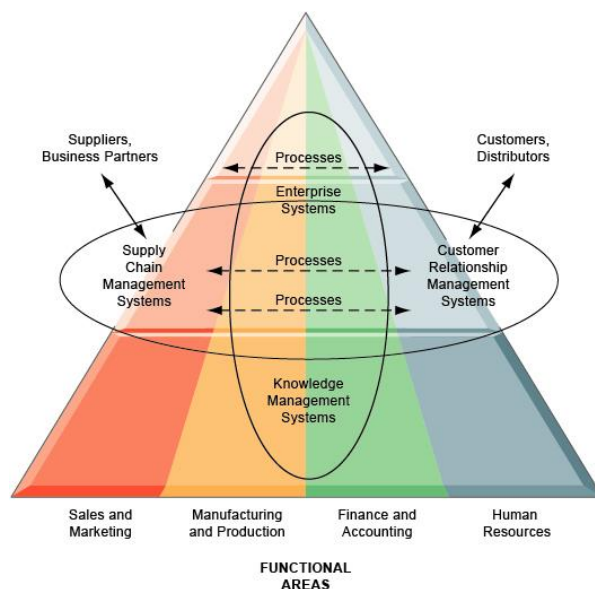 Suppliers,
Business Partners
Customers,
Distributors
Processes
Enterprise
Systems
Supply
Chain
Management
Systems
Processes
Processes
Customer
Relationship
Management
Systems
Knowledge
Management
Systems
Sales and
Marketing
Manufacturing
and Production
Finance and
Accounting
Human
Resources
FUNCTIONAL
AREAS